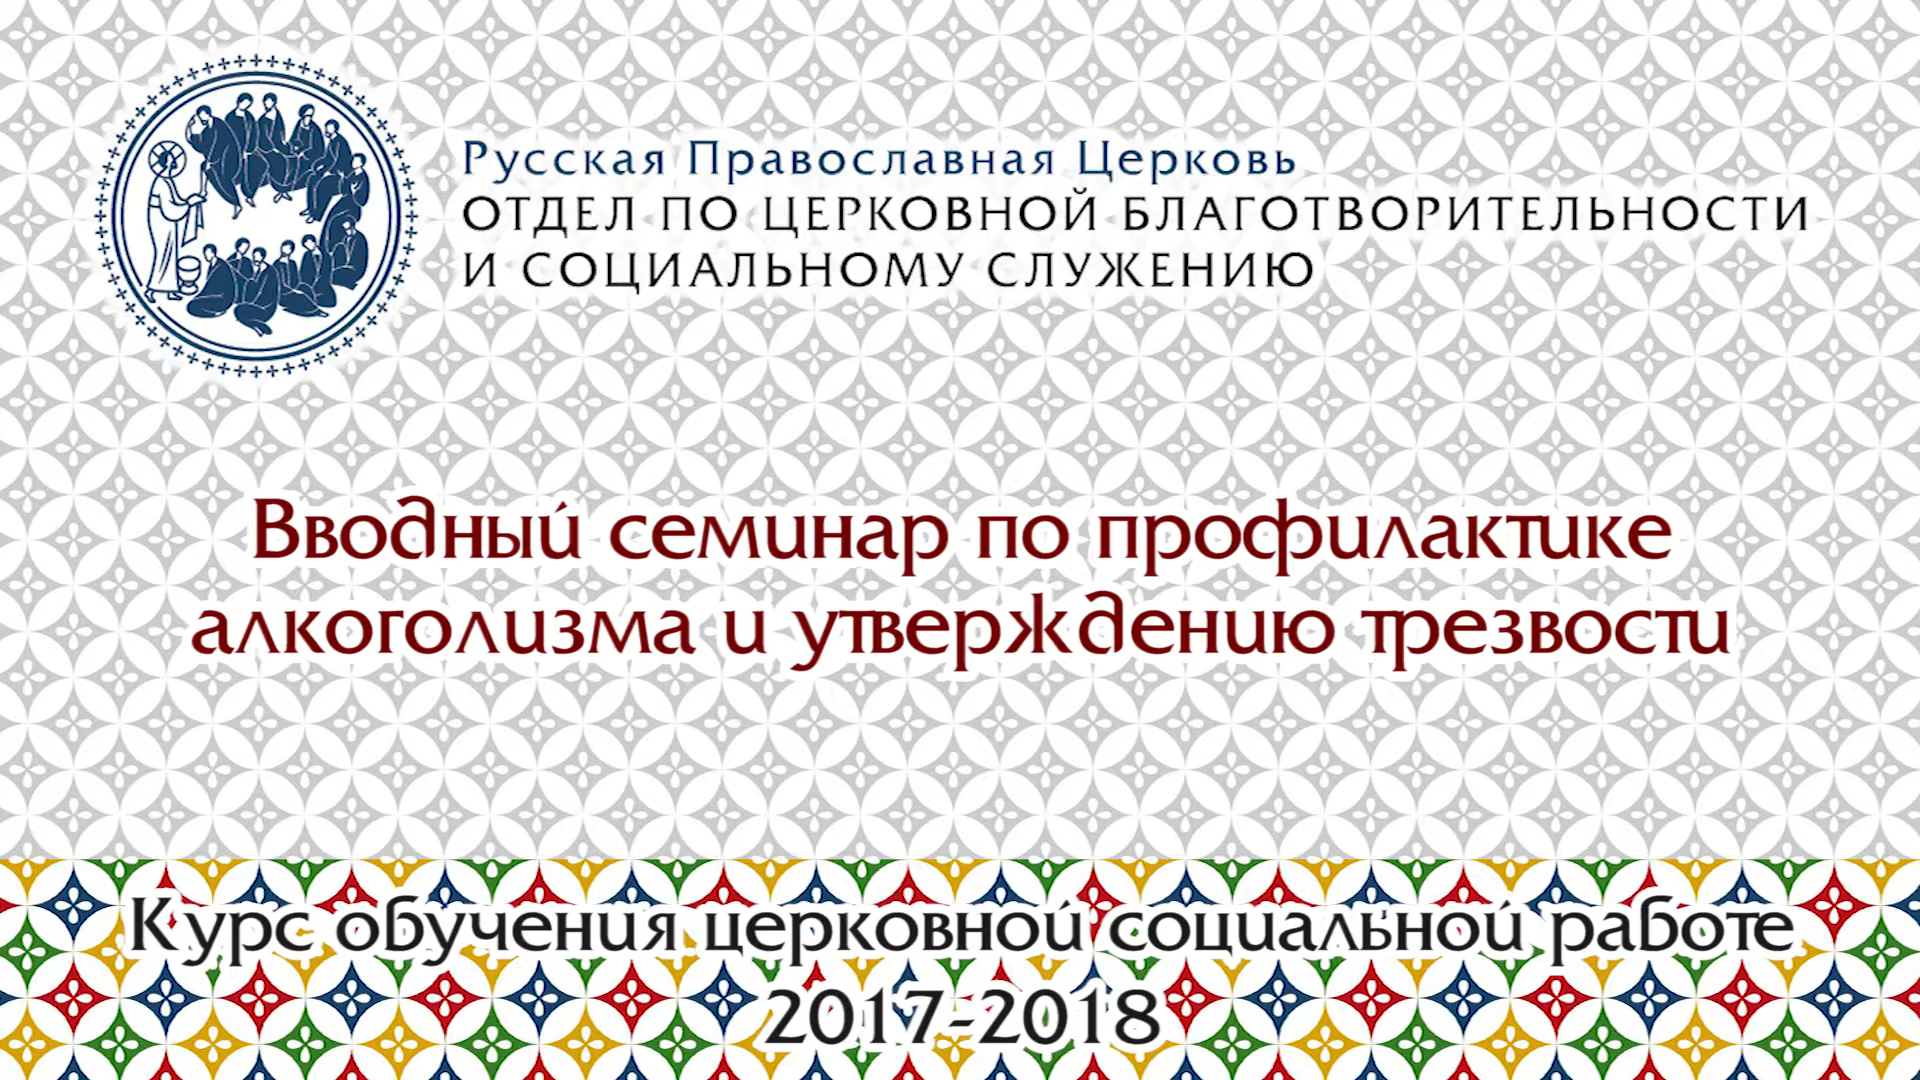 Русская Православная Церковь
ОТДЕЛ ПО ЦЕРКОВНОЙ БЛАГОТВОРИТЕЛЬНОСТИ
И СОЦИАЛЬНОМУ СЛУЖЕНИЮ
Вводный семинар по профилактике
алкоголизма и утверждению трезвости
Курс обучения церковной социальной работе
2017-2018